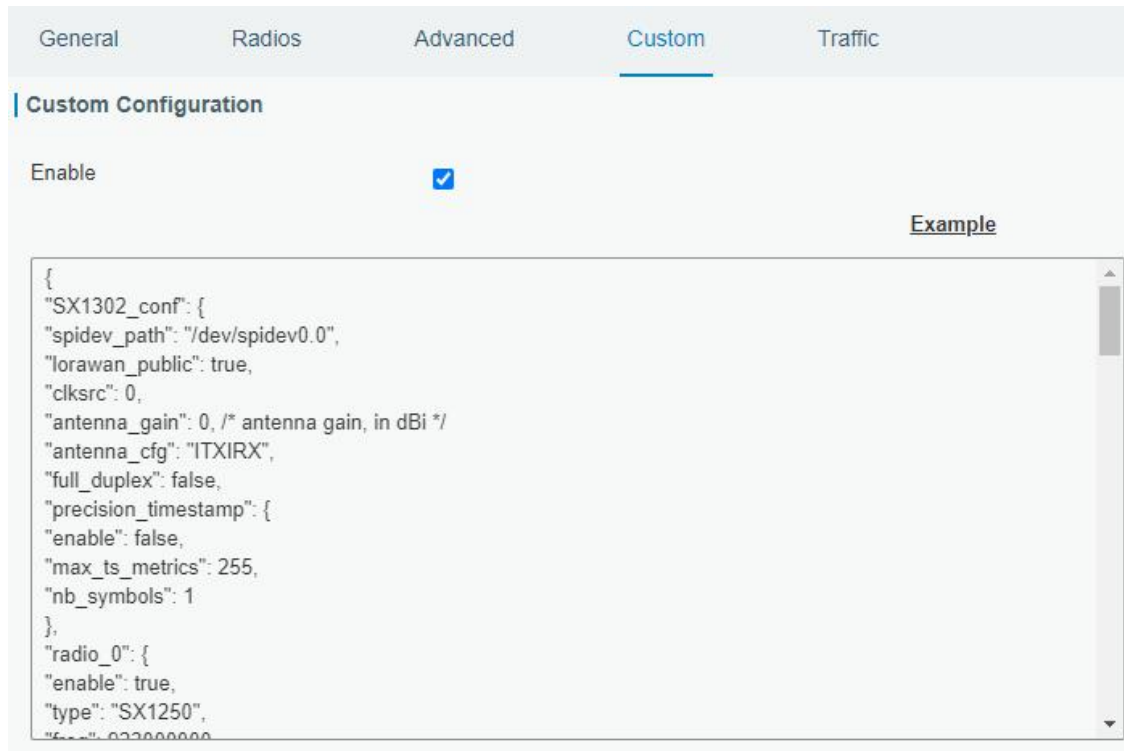 General Radios Advanced Custom Traffic
Custom Configuration
Enable
Example
{
"SX1302_conf": {
"spidev_path": "/dev/spidev0.0",
"lorawan_public": true,
"clksrc": 0,
"antenna_gain": 0, /* antenna gain, in dBi */
"antenna_cfg": "ITXIRX",
"full_duplex": false,
"precision_timestamp": {
"enable": false,
"max_ts_metrics": 255,
"nb_symbols": 1
},
"radio_0": {
"enable": true,
"type": "SX1250",